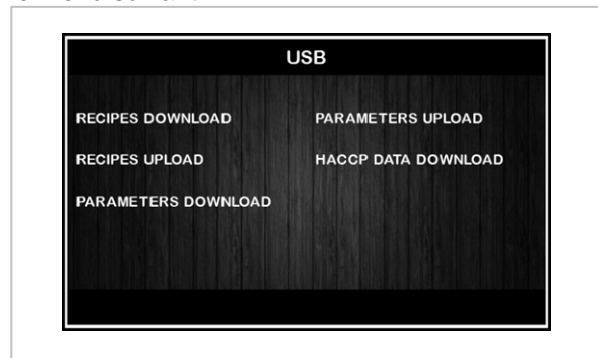 USB
RECIPES DOWNLOAD
PARAMETERS UPLOAD
RECIPES UPLOAD
HACCP DATA DOWNLOAD
PARAMETERS DOWNLOAD